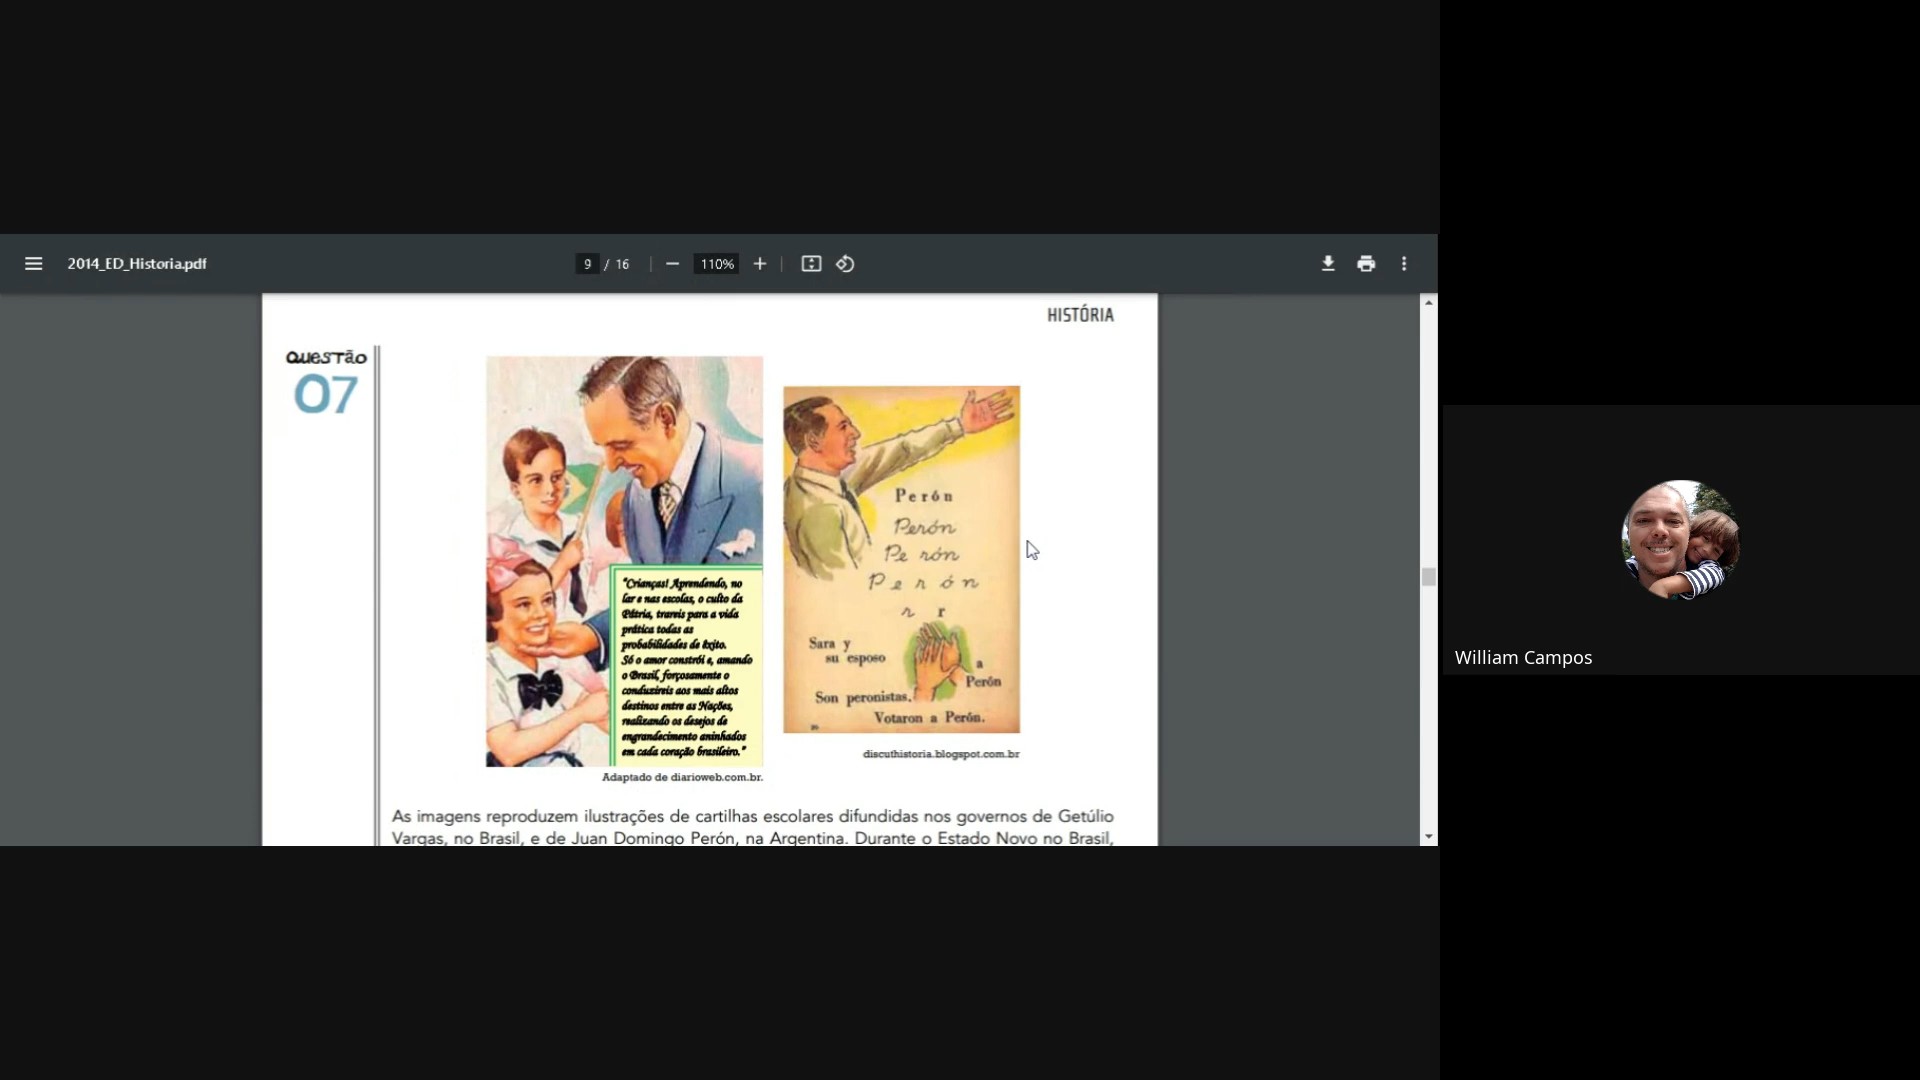 2014_ED_Historia.pdf
9 / 16
110%
HISTÓRIA
QUESTÃO
07
"Crianças! Aprendendo, no
lar e nas escolas, o culto da
Pátria, trareis para a vida
prática todas as
probabilidades de êxito.
Só o amor constrói e, amando
o Brasil, forçosamente o
conduzireis aos mais altos
destinos entre as Nações,
realizando os desejos de
engrandecimento aninhados
em cada coração brasileiro."
Adaptado de diarioweb.com.br.
Perón
Perón
Pe rón
P e r ó n
r r
Sara y
su esposo
a
Perón
Son peronistas.
Votaron a Perón.
discuthistoria.blogspot.com.br
As imagens reproduzem ilustrações de cartilhas escolares difundidas nos governos de Getúlio
Vargas, no Brasil, e de Juan Domingo Perón, na Argentina. Durante o Estado Novo no Brasil,
William Campos